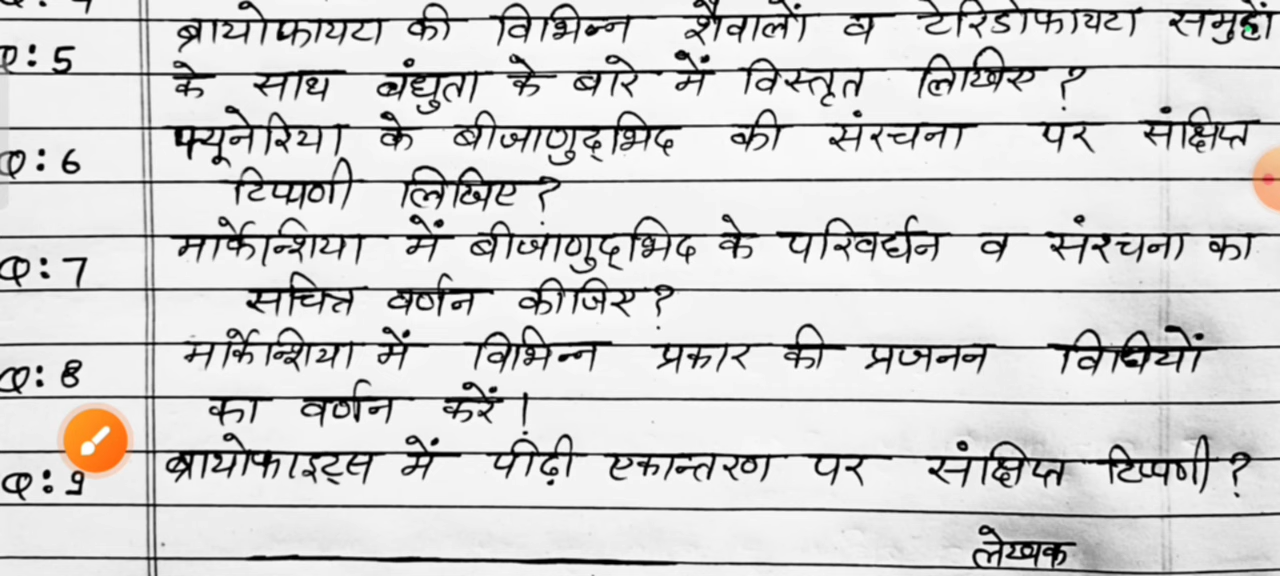 Q:5 ब्रायोफायटा की विभिन्न शैवालों व टेरिडोफायटा समुहों
के साथ बंधुता के बारे में विस्तृत लिखिए ?
Q:6 फ्यूनेरिया के बीजाणुद्भिद की संरचना पर संक्षिप्त
टिप्पणी लिखिए ?
Q:7 मार्केन्शिया में बीजाणुद्भिद के परिवर्धन व संरचना का
सचित्र वर्णन कीजिए ?
Q:8 मार्केन्शिया में विभिन्न प्रकार की प्रजनन विधियों
का वर्णन करें !
Q:9 ब्रायोफाइट्स में पीढ़ी एकान्तरण पर संक्षिप्त टिप्पणी ?
लेखक